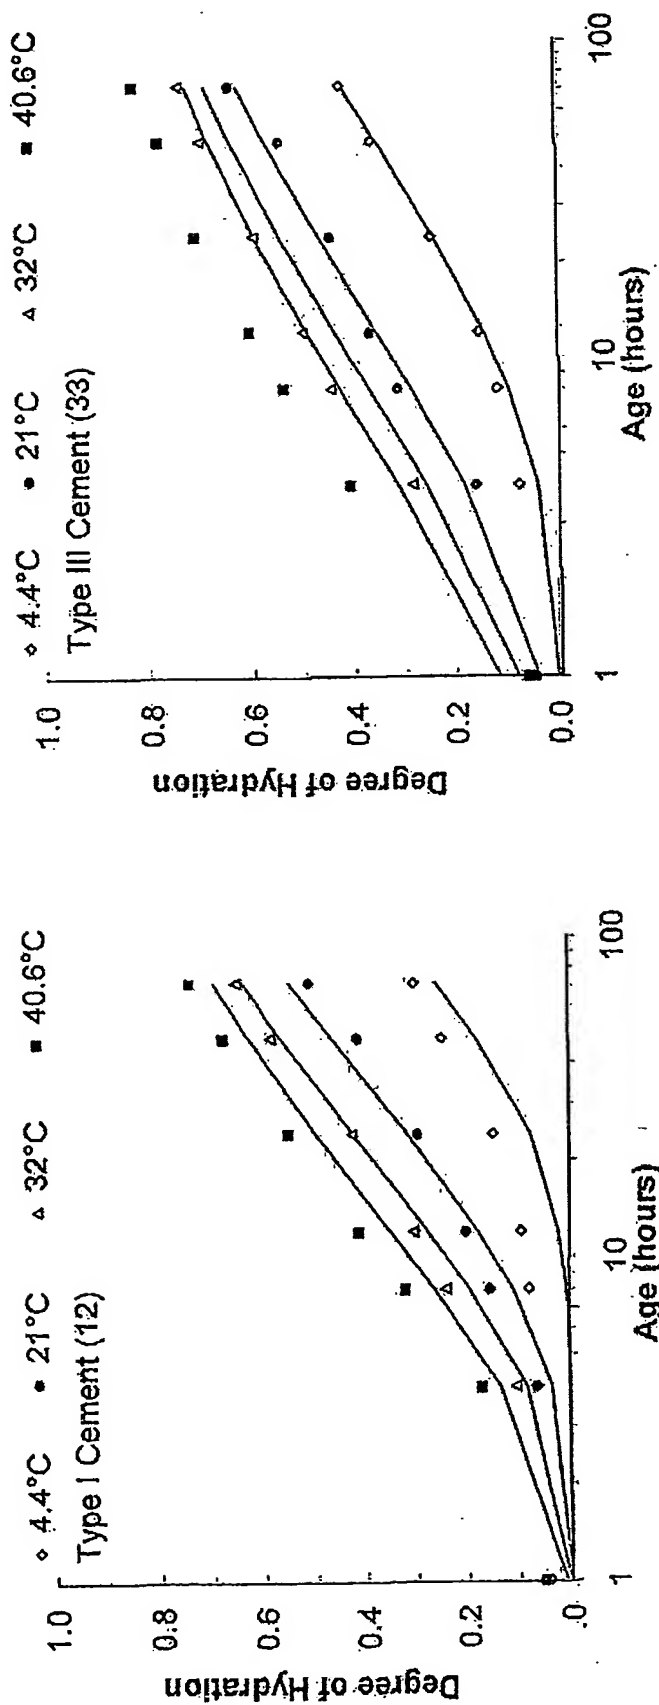 ◇ 4.4°C ● 21°C △ 32°C ■ 40.6°C
Type I Cement (12)
Degree of Hydration
1.0
0.8
0.6
0.4
0.2
.0
1 10 100
Age (hours)
◇ 4.4°C ● 21°C △ 32°C ■ 40.6°C
Type III Cement (33)
Degree of Hydration
1.0
0.8
0.6
0.4
0.2
0.0
1 10 100
Age (hours)